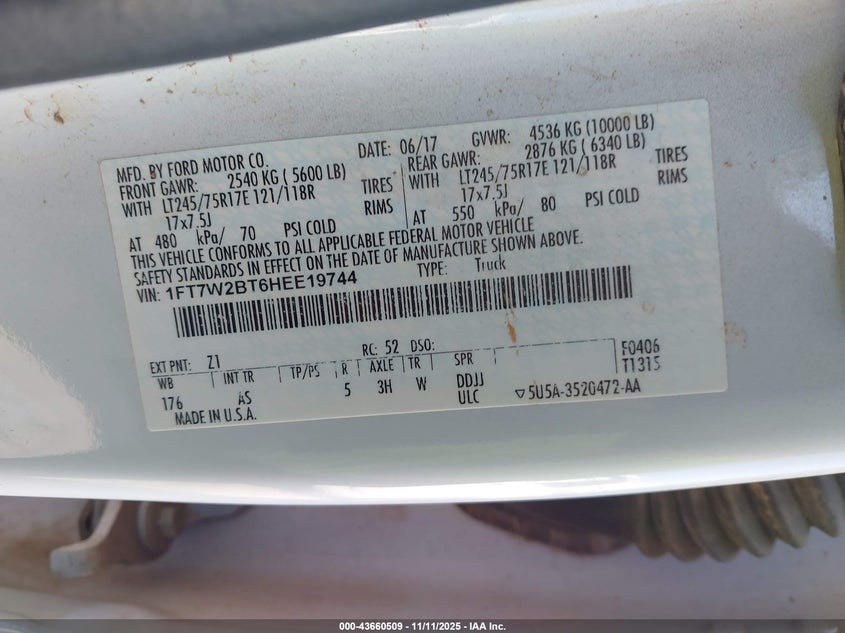 MFD. BY FORD MOTOR CO. DATE: 06/17 GVWR: 4536 KG (10000 LB)
FRONT GAWR: 2540 KG ( 5600 LB) REAR GAWR: 2876 KG ( 6340 LB)
WITH LT245/75R17E 121/118R TIRES WITH LT245/75R17E 121/118R TIRES
17x7.5J RIMS 17x7.5J RIMS
AT 480 kPa/ 70 PSI COLD AT 550 kPa/ 80 PSI COLD
THIS VEHICLE CONFORMS TO ALL APPLICABLE FEDERAL MOTOR VEHICLE
SAFETY STANDARDS IN EFFECT ON THE DATE OF MANUFACTURE SHOWN ABOVE.
VIN: 1FT7W2BT6HEE19744 TYPE: Truck
EXT PNT: Z1 RC: 52 DSO: F0406
WB INT TR TP/PS R AXLE TR SPR T1315
176 AS 5 3H W DDJJ
MADE IN U.S.A. ULC ▽5U5A-3520472-AA
000-43660509 - 11/11/2025 - IAA Inc.